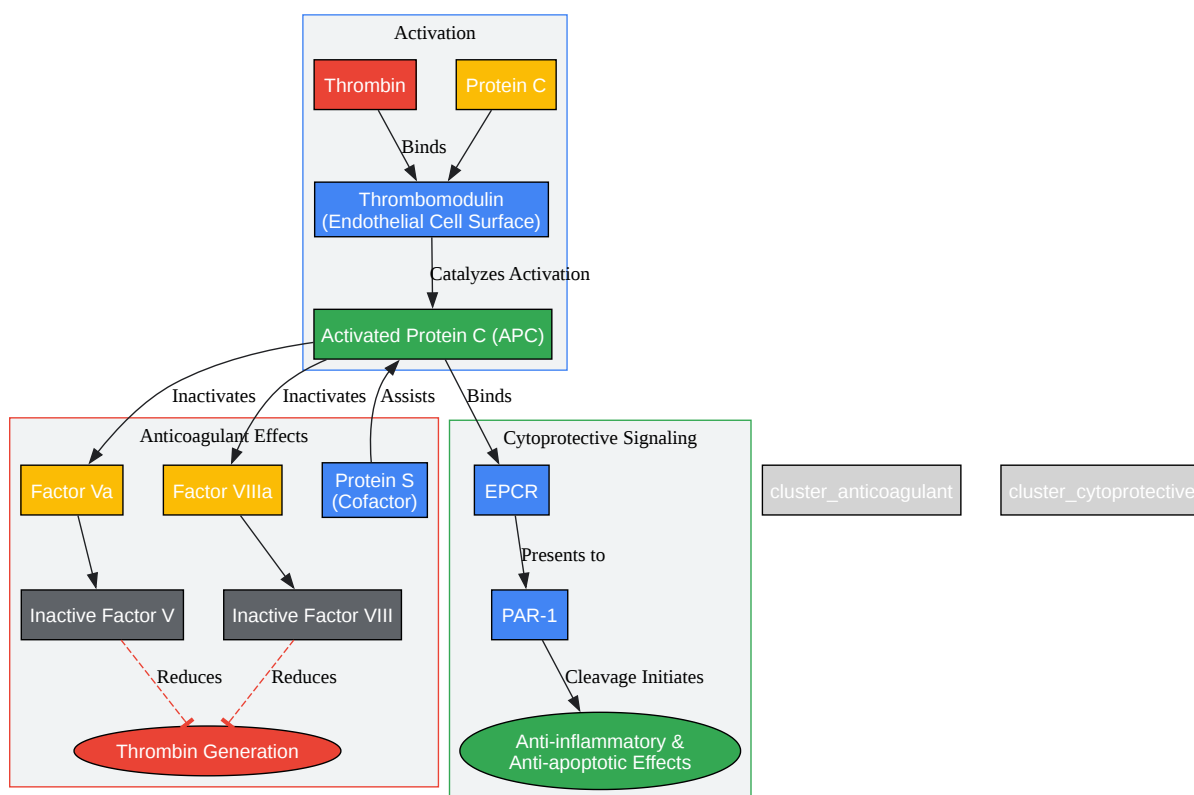 Activation
Thrombin
Protein C
Binds
Thrombomodulin
(Endothelial Cell Surface)
Catalyzes Activation
Activated Protein C (APC)
Inactivates
Inactivates
Assists
Binds
Anticoagulant Effects
Cytoprotective Signaling
Factor Va
Factor VIIIa
Protein S
(Cofactor)
EPCR
cluster_anticoagulant
cluster_cytoprotective
Presents to
Inactive Factor V
Inactive Factor VIII
PAR-1
Reduces
Reduces
Cleavage Initiates
Thrombin Generation
Anti-inflammatory &
Anti-apoptotic Effects